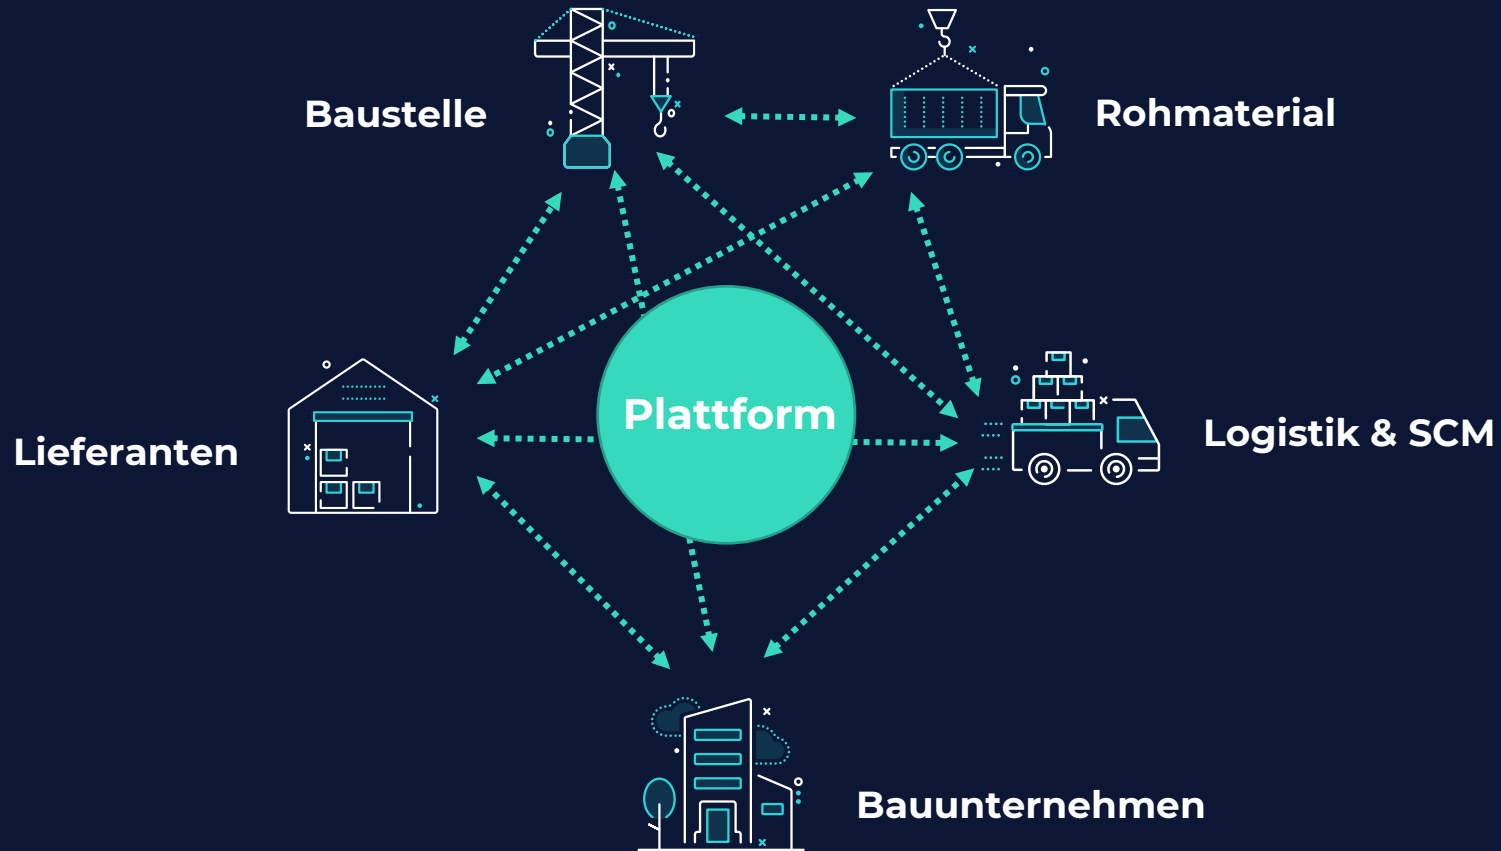 Baustelle
Rohmaterial
Plattform
Lieferanten
Logistik & SCM
Bauunternehmen